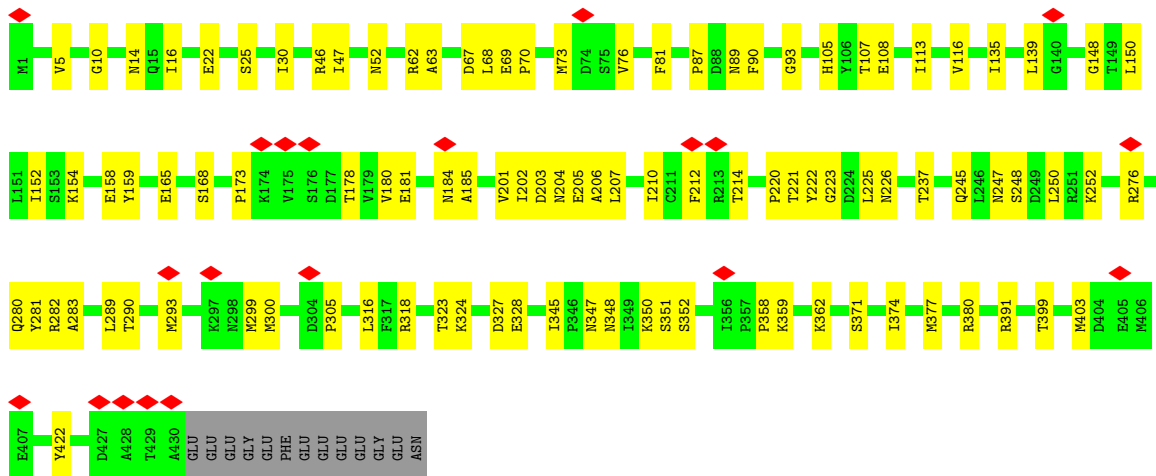 M1 V5 G10 N14 Q15 I16 E22 S25 I30 R46 I47 N52 R62 A63 D67 L68 E69 P70 M73 D74 S75 V76 F81 P87 D88 N89 F90 G93 H105 Y106 T107 E108 I113 V116 I135 L139 G140 G148 T149 L150
L151 I152 S153 K154 E158 Y159 E165 S168 P173 K174 V175 S176 D177 T178 V179 V180 E181 N184 A185 V201 I202 D203 N204 E205 A206 L207 I210 C211 F212 R213 T214 P220 T221 Y222 G223 D224 L225 N226 T237 Q245 L246 N247 S248 D249 L250 R251 K252 R276
Q280 Y281 R282 A283 L289 T290 M293 K297 N298 M299 M300 D304 P305 L316 F317 R318 T323 K324 D327 E328 I345 P346 N347 N348 I349 K350 S351 S352 I356 P357 P358 K359 K362 S371 I374 M377 R380 R391 T399 M403 D404 E405 M406
E407 Y422 D427 A428 T429 A430 GLU GLU GLU GLY GLU PHE GLU GLU GLU GLU GLY GLU ASN